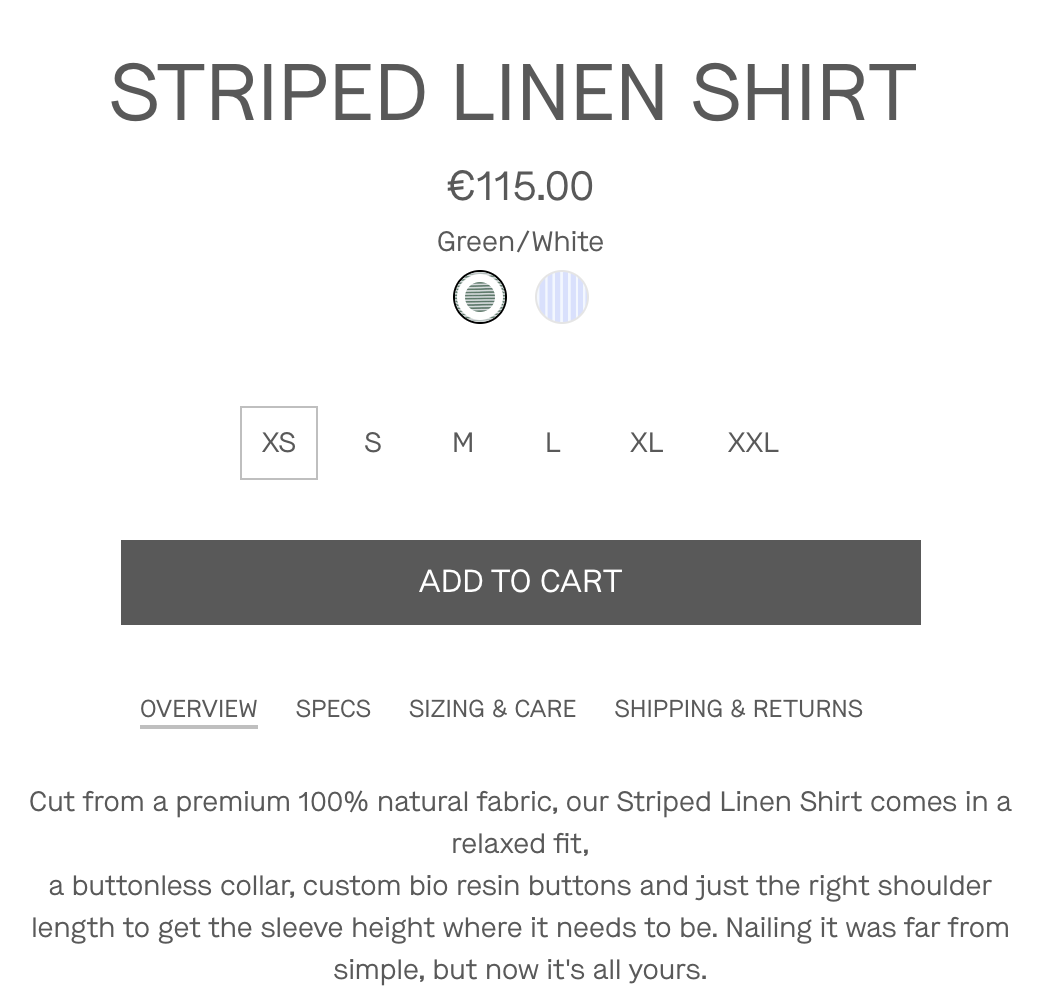 STRIPED LINEN SHIRT
€115.00
Green/White
XS S M L XL XXL
ADD TO CART
OVERVIEW SPECS SIZING & CARE SHIPPING & RETURNS
Cut from a premium 100% natural fabric, our Striped Linen Shirt comes in a
relaxed fit,
a buttonless collar, custom bio resin buttons and just the right shoulder
length to get the sleeve height where it needs to be. Nailing it was far from
simple, but now it's all yours.